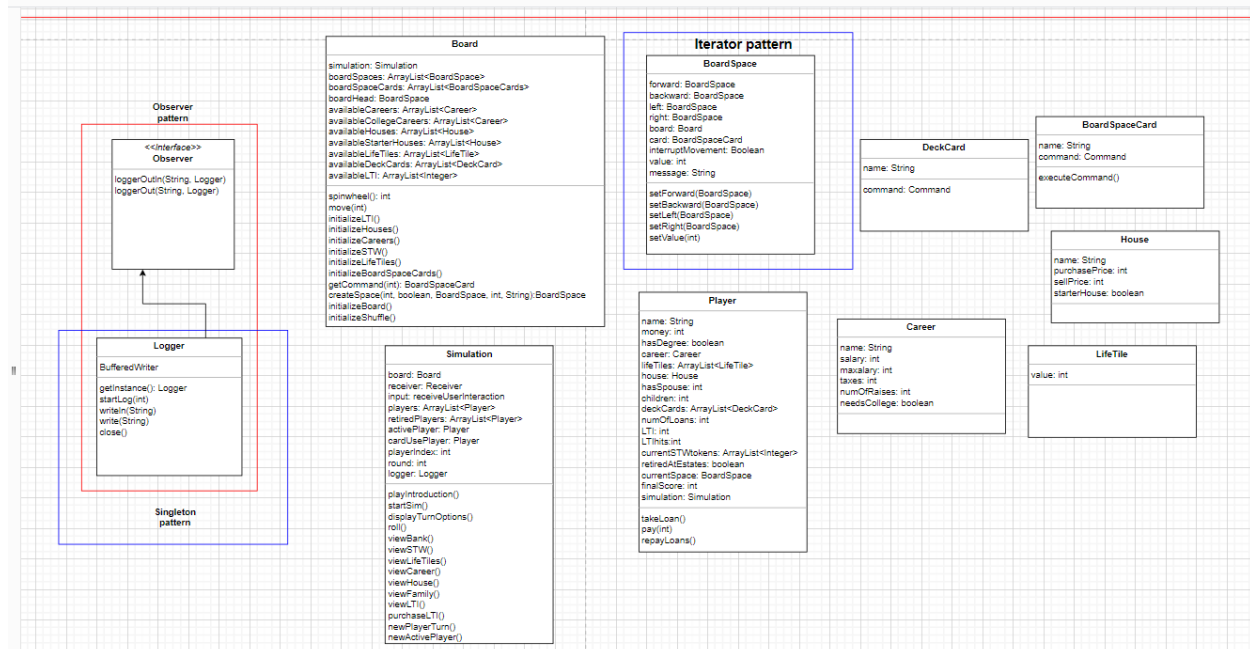 Observer
pattern
<<Interface>>
Observer
loggerOutln(String, Logger)
loggerOut(String, Logger)
Logger
BufferedWriter
getInstance(): Logger
startLog(int)
writeln(String)
write(String)
close()
Singleton
pattern
Board
simulation: Simulation
boardSpaces: ArrayList<BoardSpace>
boardSpaceCards: ArrayList<BoardSpaceCards>
boardHead: BoardSpace
availableCareers: ArrayList<Career>
availableCollegeCareers: ArrayList<Career>
availableHouses: ArrayList<House>
availableStarterHouses: ArrayList<House>
availableLifeTiles: ArrayList<LifeTile>
availableDeckCards: ArrayList<DeckCard>
availableLTI: ArrayList<Integer>
spinwheel(): int
move(int)
initializeLTI()
initializeHouses()
initializeCareers()
initializeSTW()
initializeLifeTiles()
initializeBoardSpaceCards()
getCommand(int): BoardSpaceCard
createSpace(int, boolean, BoardSpace, int, String):BoardSpace
initializeBoard()
initializeShuffle()
Simulation
board: Board
receiver: Receiver
input: receiveUserInteraction
players: ArrayList<Player>
retiredPlayers: ArrayList<Player>
activePlayer: Player
cardUsePlayer: Player
playerIndex: int
round: int
logger: Logger
playIntroduction()
startSim()
displayTurnOptions()
roll()
viewBank()
viewSTW()
viewLifeTiles()
viewCareer()
viewHouse()
viewFamily()
viewLTI()
purchaseLTI()
newPlayerTurn()
newActivePlayer()
Iterator pattern
BoardSpace
forward: BoardSpace
backward: BoardSpace
left: BoardSpace
right: BoardSpace
board: Board
card: BoardSpaceCard
interruptMovement: Boolean
value: int
message: String
setForward(BoardSpace)
setBackward(BoardSpace)
setLeft(BoardSpace)
setRight(BoardSpace)
setValue(int)
Player
name: String
money: int
hasDegree: boolean
career: Career
lifeTiles: ArrayList<LifeTile>
house: House
hasSpouse: int
children: int
deckCards: ArrayList<DeckCard>
numOfLoans: int
LTI: int
LTIhits:int
currentSTWtokens: ArrayList<Integer>
retiredAtEstates: boolean
currentSpace: BoardSpace
finalScore: int
simulation: Simulation
takeLoan()
pay(int)
repayLoans()
DeckCard
name: String
command: Command
BoardSpaceCard
name: String
command: Command
executeCommand()
House
name: String
purchasePrice: int
sellPrice: int
starterHouse: boolean
Career
name: String
salary: int
maxalary: int
taxes: int
numOfRaises: int
needsCollege: boolean
LifeTile
value: int